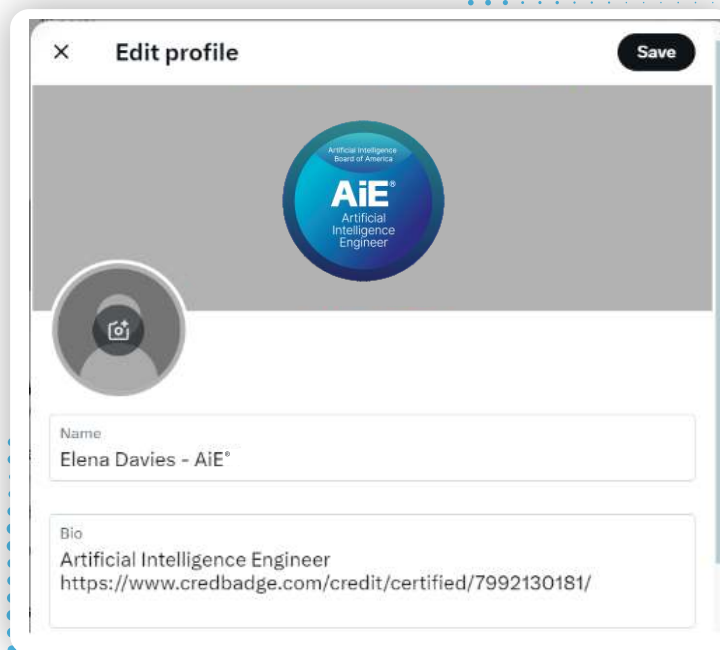 × Edit profile Save
Artificial Intelligence
Board of America
AiE®
Artificial
Intelligence
Engineer
Name
Elena Davies - AiE®
Bio
Artificial Intelligence Engineer
https://www.credbadge.com/credit/certified/7992130181/